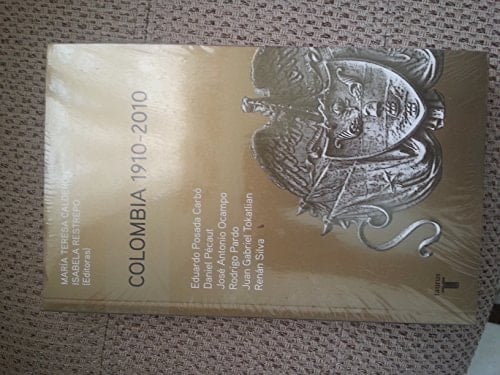 MARÍA TERESA CALDERÓN
ISABELA RESTREPO
(Editoras)
COLOMBIA 1910-2010
Eduardo Posada Carbó
Daniel Pécaut
José Antonio Ocampo
Rodrigo Pardo
Juan Gabriel Tokatlian
Renán Silva
taurus